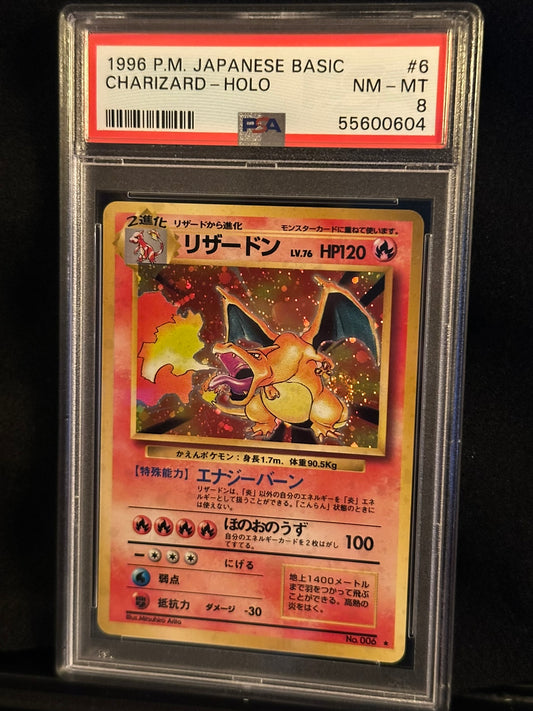 1996 P.M. JAPANESE BASIC #6
CHARIZARD-HOLO NM-MT
8
PSA 55600604
2進化 リザードから進化 モンスターカードに重ねて使います。
リザードン LV.76 HP120
かえんポケモン：身長1.7m、体重90.5Kg
【特殊能力】エナジーバーン
リザードンは、「炎」以外の自分のエネルギーを「炎」エネ
ルギーとして扱うことができる。「こんらん」状態のときに
は使えない。
ほのおのうず 100
自分のエネルギーカードを2枚はがし
てすてる。
にげる
弱点
抵抗力 ダメージ -30
地上1400メートル
まで羽をつかって飛ぶ
ことができる。高熱の
炎をはく。
Illus.Mitsuhiro Arita
No.006 ★